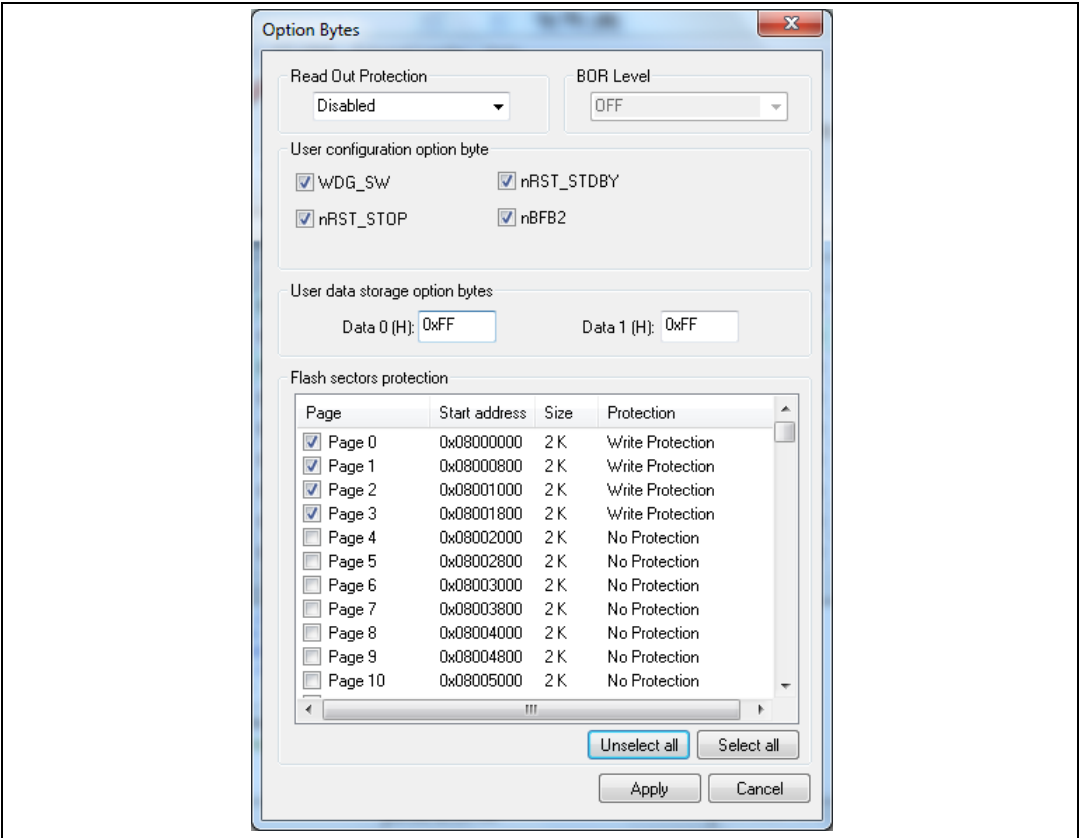 Option Bytes
Read Out Protection BOR Level
Disabled OFF
User configuration option byte
WDG_SW nRST_STDBY
nRST_STOP nBFB2
User data storage option bytes
Data 0 (H): 0xFF Data 1 (H): 0xFF
Flash sectors protection
Page Start address Size Protection
Page 0 0x08000000 2 K Write Protection
Page 1 0x08000800 2 K Write Protection
Page 2 0x08001000 2 K Write Protection
Page 3 0x08001800 2 K Write Protection
Page 4 0x08002000 2 K No Protection
Page 5 0x08002800 2 K No Protection
Page 6 0x08003000 2 K No Protection
Page 7 0x08003800 2 K No Protection
Page 8 0x08004000 2 K No Protection
Page 9 0x08004800 2 K No Protection
Page 10 0x08005000 2 K No Protection
Unselect all Select all
Apply Cancel